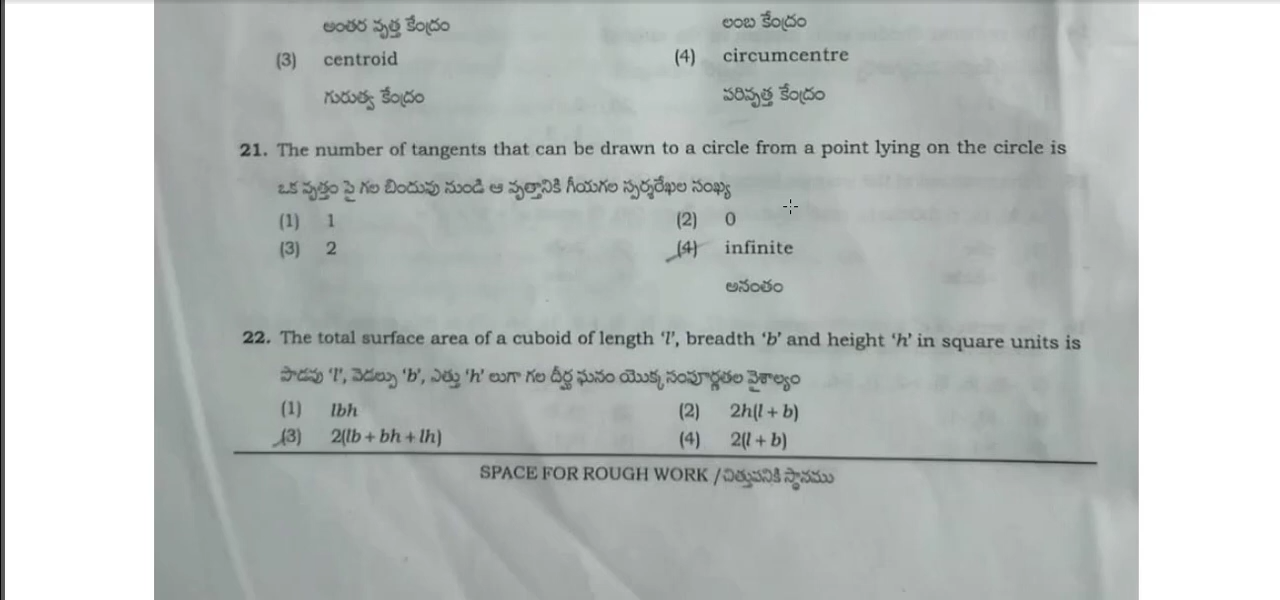 అంతర వృత్త కేంద్రం
లంబ కేంద్రం
(3) centroid
(4) circumcentre
గురుత్వ కేంద్రం
పరివృత్త కేంద్రం
21. The number of tangents that can be drawn to a circle from a point lying on the circle is
ఒక వృత్తం పై గల బిందువు నుండి ఆ వృత్తానికి గీయగల స్పర్శరేఖల సంఖ్య
(1) 1
(2) 0
(3) 2
(4) infinite
అనంతం
22. The total surface area of a cuboid of length 'l', breadth 'b' and height 'h' in square units is
పొడవు 'l', వెడల్పు 'b', ఎత్తు 'h' లుగా గల దీర్ఘ ఘనం యొక్క సంపూర్ణతల వైశాల్యం
(1) lbh
(2) 2h(l + b)
(3) 2(lb + bh + lh)
(4) 2(l + b)
SPACE FOR ROUGH WORK / చిత్తుపనికి స్థానము